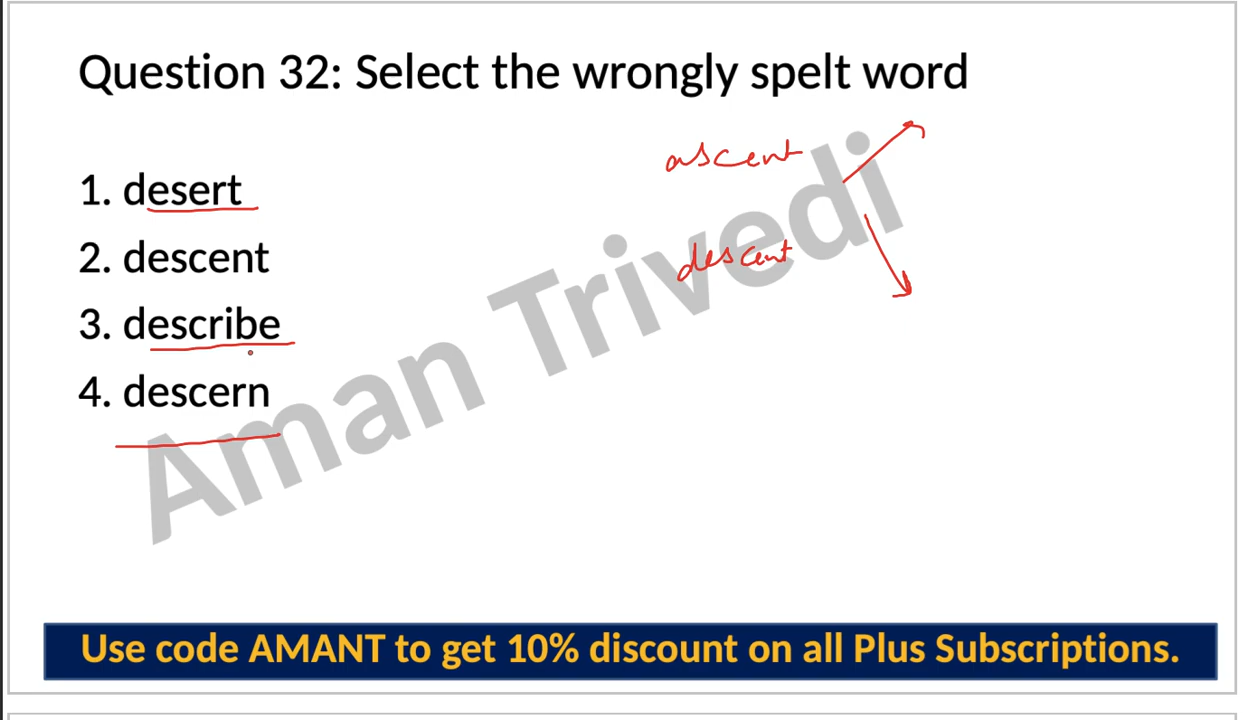 Question 32: Select the wrongly spelt word
ascent
1. desert
2. descent
descent
3. describe
4. descern
Aman Trivedi
Use code AMANT to get 10% discount on all Plus Subscriptions.